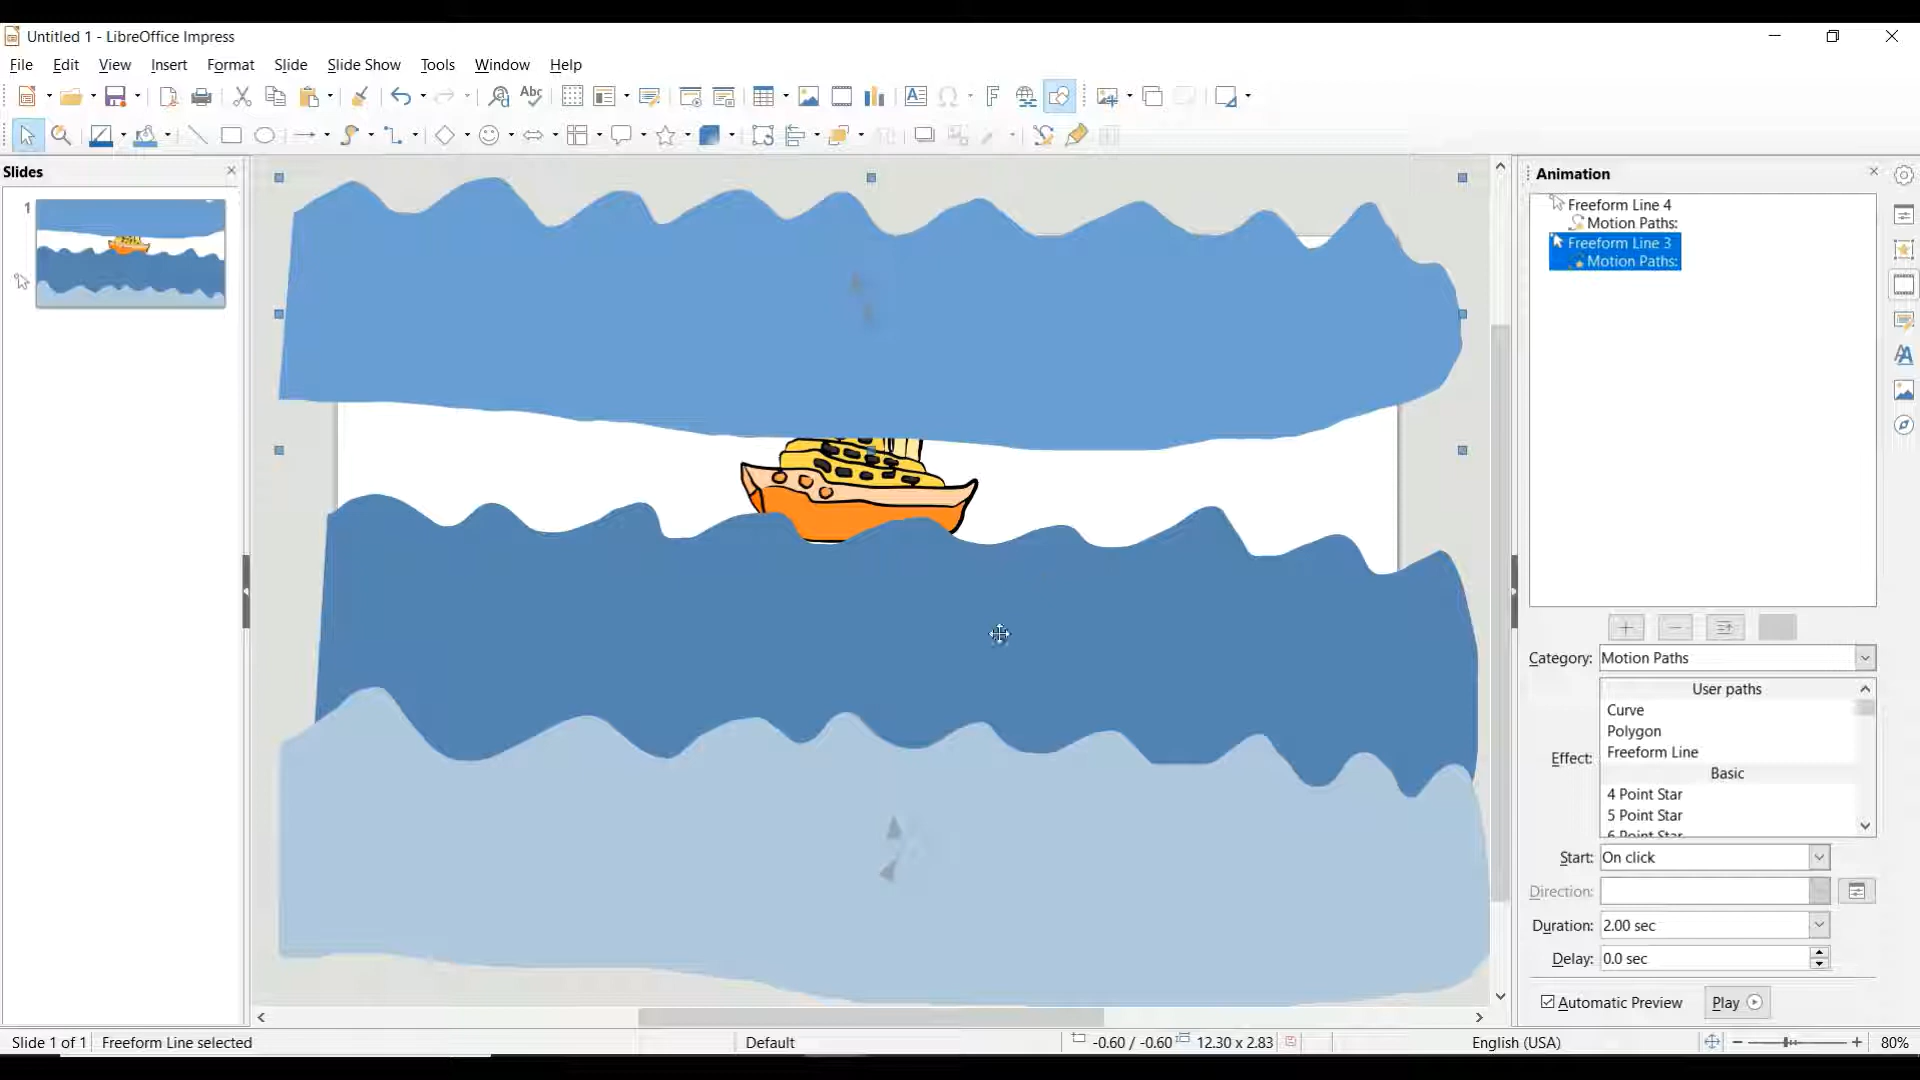 Untitled 1 - LibreOffice Impress
File Edit View Insert Format Slide Slide Show Tools Window Help
Abc
Slides
1
Animation
Freeform Line 4
Motion Paths:
Freeform Line 3
Motion Paths:
Category: Motion Paths
User paths
Curve
Polygon
Freeform Line
Effect:
Basic
4 Point Star
5 Point Star
6 Point Star
Start: On click
Direction:
Duration: 2.00 sec
Delay: 0.0 sec
Automatic Preview Play
Slide 1 of 1 Freeform Line selected Default -0.60 / -0.60 12.30 x 2.83 English (USA) 80%